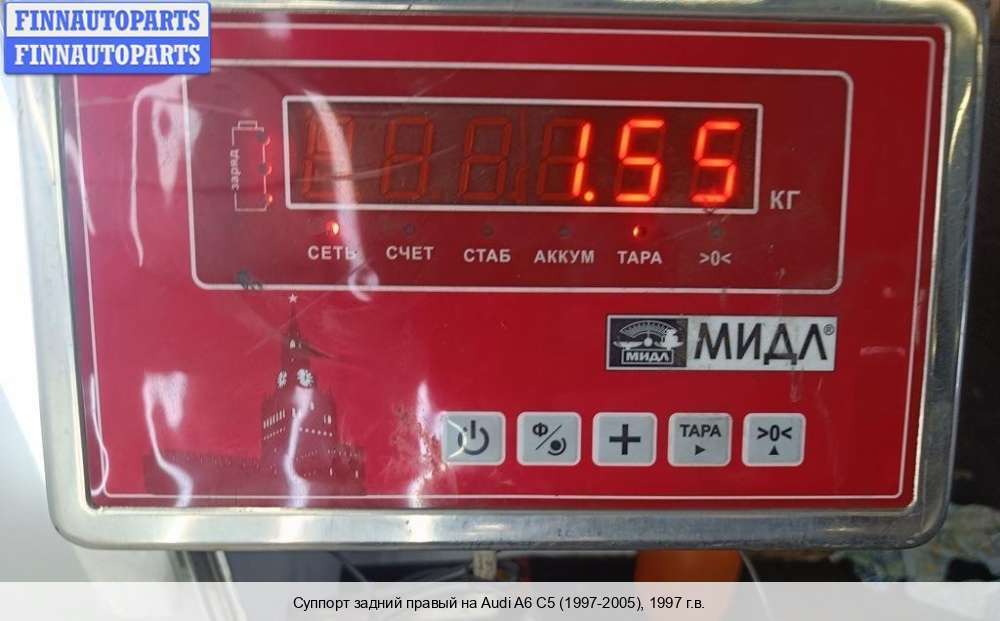 FINNAUTOPARTS
FINNAUTOPARTS
заряд
1.55
КГ
СЕТЬ СЧЕТ СТАБ АККУМ ТАРА >0<
МИДЛ МИДЛ®
Ф/ + ТАРА >0<
Суппорт задний правый на Audi A6 C5 (1997-2005), 1997 г.в.